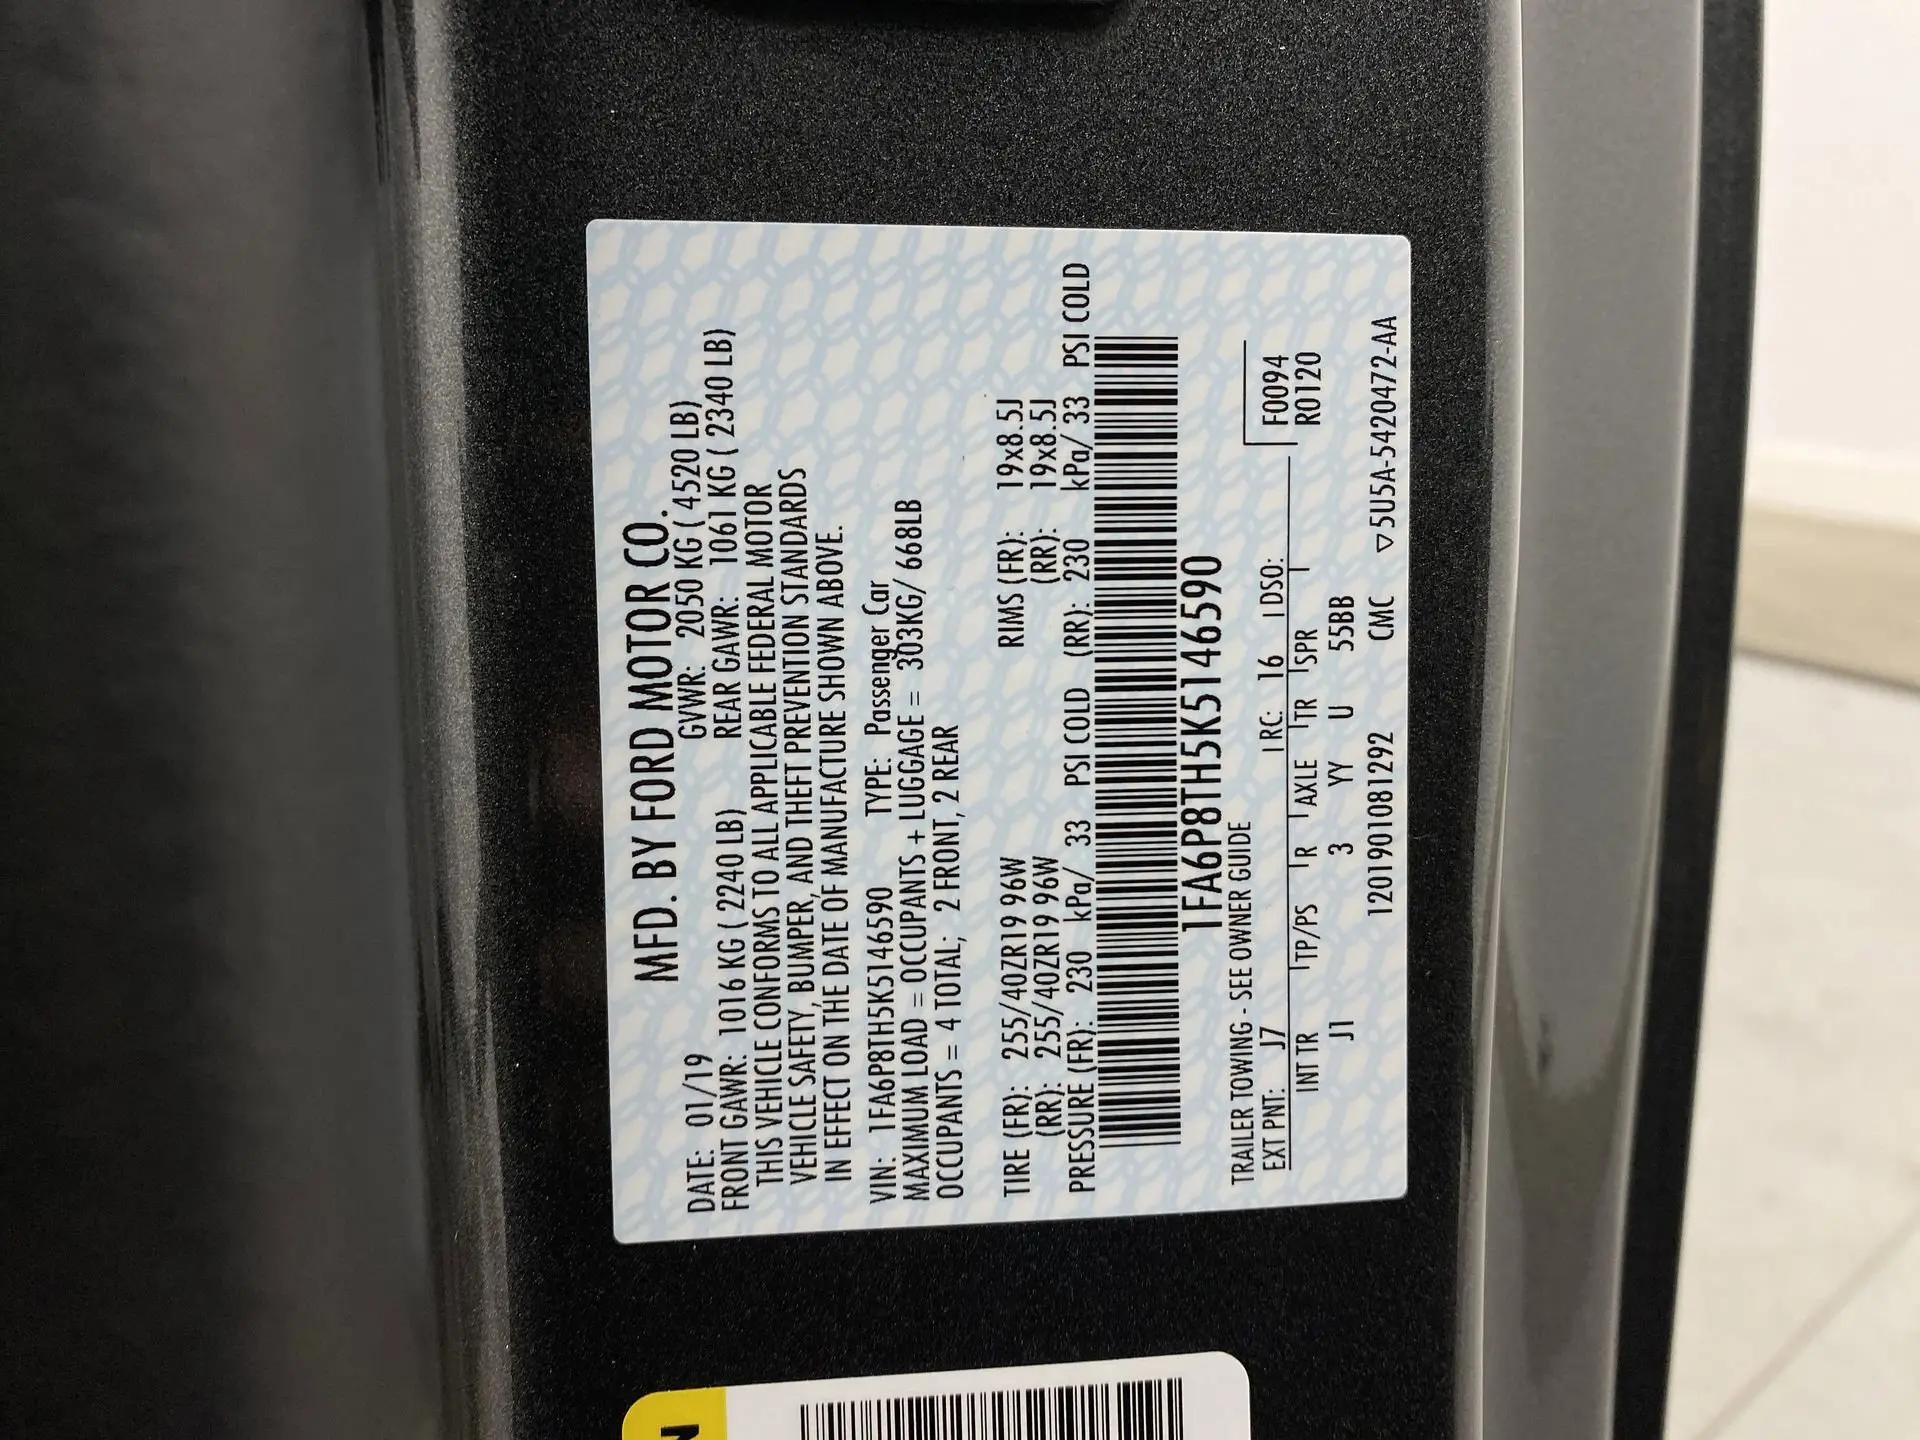 MFD. BY FORD MOTOR CO.
DATE: 01/19 GVWR: 2050 KG ( 4520 LB)
FRONT GAWR: 1016 KG ( 2240 LB) REAR GAWR: 1061 KG ( 2340 LB)
THIS VEHICLE CONFORMS TO ALL APPLICABLE FEDERAL MOTOR
VEHICLE SAFETY, BUMPER, AND THEFT PREVENTION STANDARDS
IN EFFECT ON THE DATE OF MANUFACTURE SHOWN ABOVE.
VIN: 1FA6P8TH5K5146590 TYPE: Passenger Car
MAXIMUM LOAD = OCCUPANTS + LUGGAGE = 303KG/ 668LB
OCCUPANTS = 4 TOTAL; 2 FRONT, 2 REAR
TIRE (FR): 255/40ZR19 96W RIMS (FR): 19x8.5J
(RR): 255/40ZR19 96W (RR): 19x8.5J
PRESSURE (FR): 230 kPa/ 33 PSI COLD (RR): 230 kPa/ 33 PSI COLD
1FA6P8TH5K5146590
TRAILER TOWING - SEE OWNER GUIDE
EXT PNT: J7 RC: 16 DSO: F0094
INT TR TP/PS R AXLE TR SPR R0120
J1 3 YY U 55BB
1201901081292 CMC ▽5U5A-5420472-AA